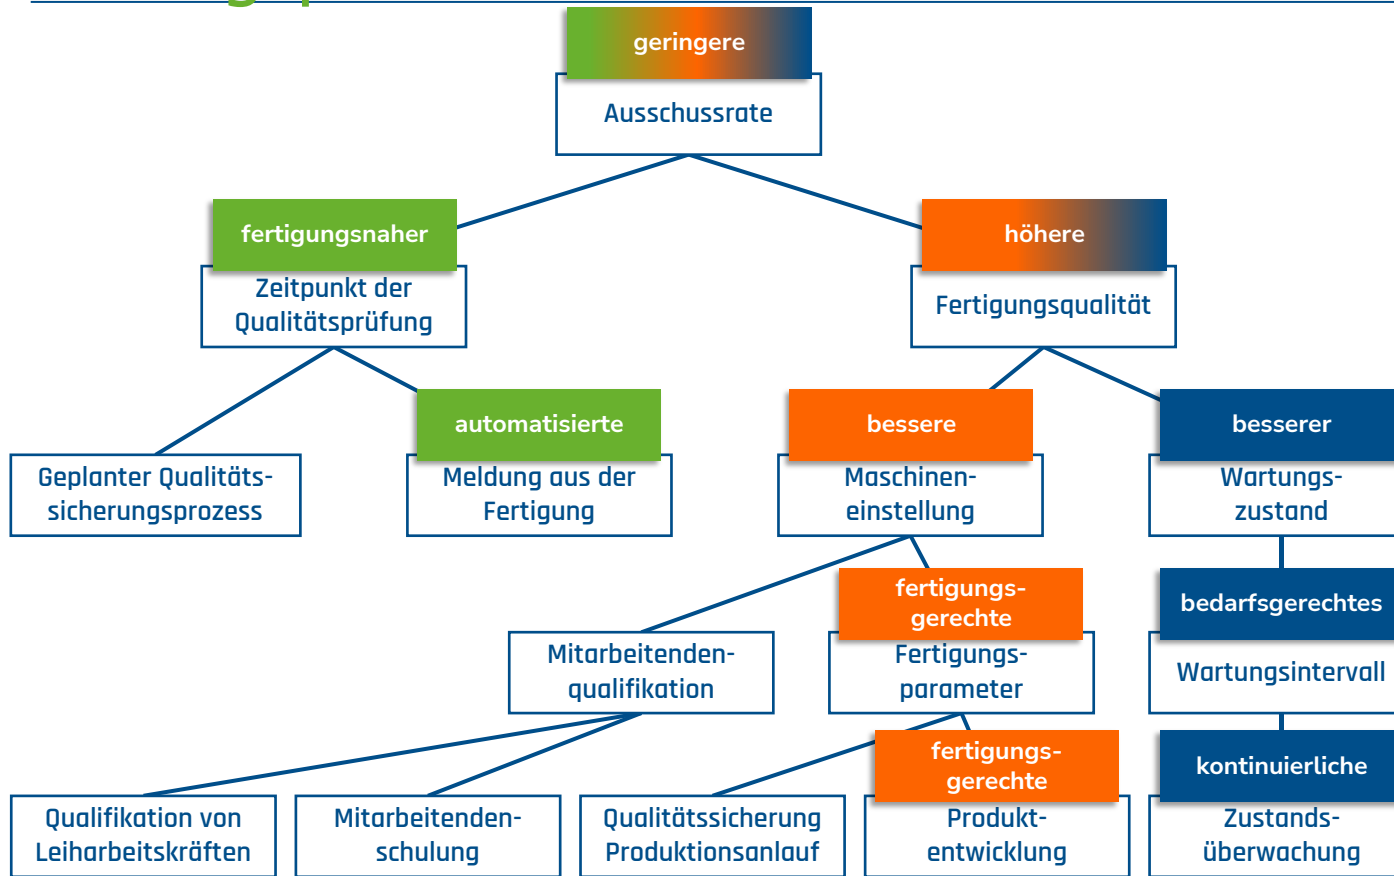 geringere
Ausschussrate
fertigungsnaher
Zeitpunkt der
Qualitätsprüfung
höhere
Fertigungsqualität
Geplanter Qualitäts-
sicherungsprozess
automatisierte
Meldung aus der
Fertigung
bessere
Maschinen-
einstellung
besserer
Wartungs-
zustand
Mitarbeitenden-
qualifikation
fertigungs-
gerechte
Fertigungs-
parameter
bedarfsgerechtes
Wartungsintervall
Qualifikation von
Leiharbeitskräften
Mitarbeitenden-
schulung
Qualitätssicherung
Produktionsanlauf
fertigungs-
gerechte
Produkt-
entwicklung
kontinuierliche
Zustands-
überwachung